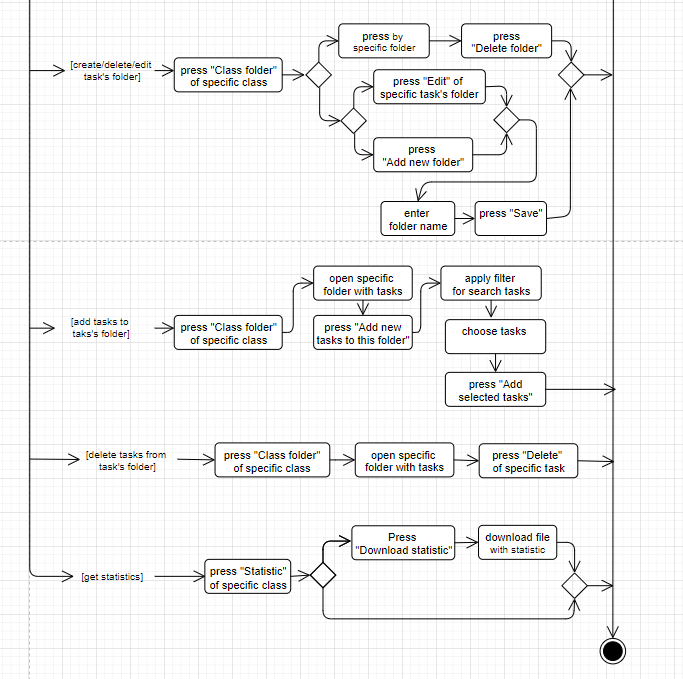 [create/delete/edit
task's folder]
press "Class folder"
of specific class
press by
specific folder
press
"Delete folder"
press "Edit" of
specific task's folder
press
"Add new folder"
enter
folder name
press "Save"
[add tasks to
taks's folder]
press "Class folder"
of specific class
open specific
folder with tasks
press "Add new
tasks to this folder"
apply filter
for search tasks
choose tasks
press "Add
selected tasks"
[delete tasks from
task's folder]
press "Class folder"
of specific class
open specific
folder with tasks
press "Delete"
of specific task
[get statistics]
press "Statistic"
of specific class
Press
"Download statistic"
download file
with statistic